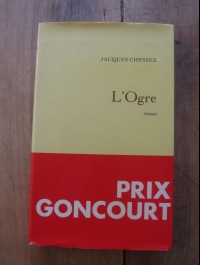 JACQUES CHESSEX
L'Ogre
roman
PRIX
GONCOURT